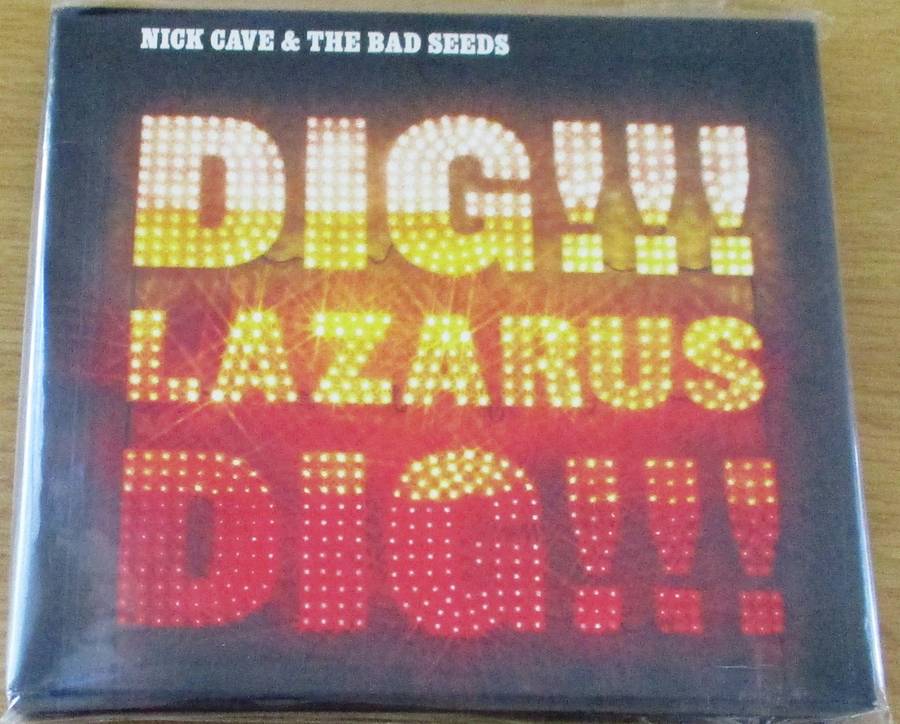 NICK CAVE & THE BAD SEEDS
DIG!!!
LAZARUS
DIG!!!